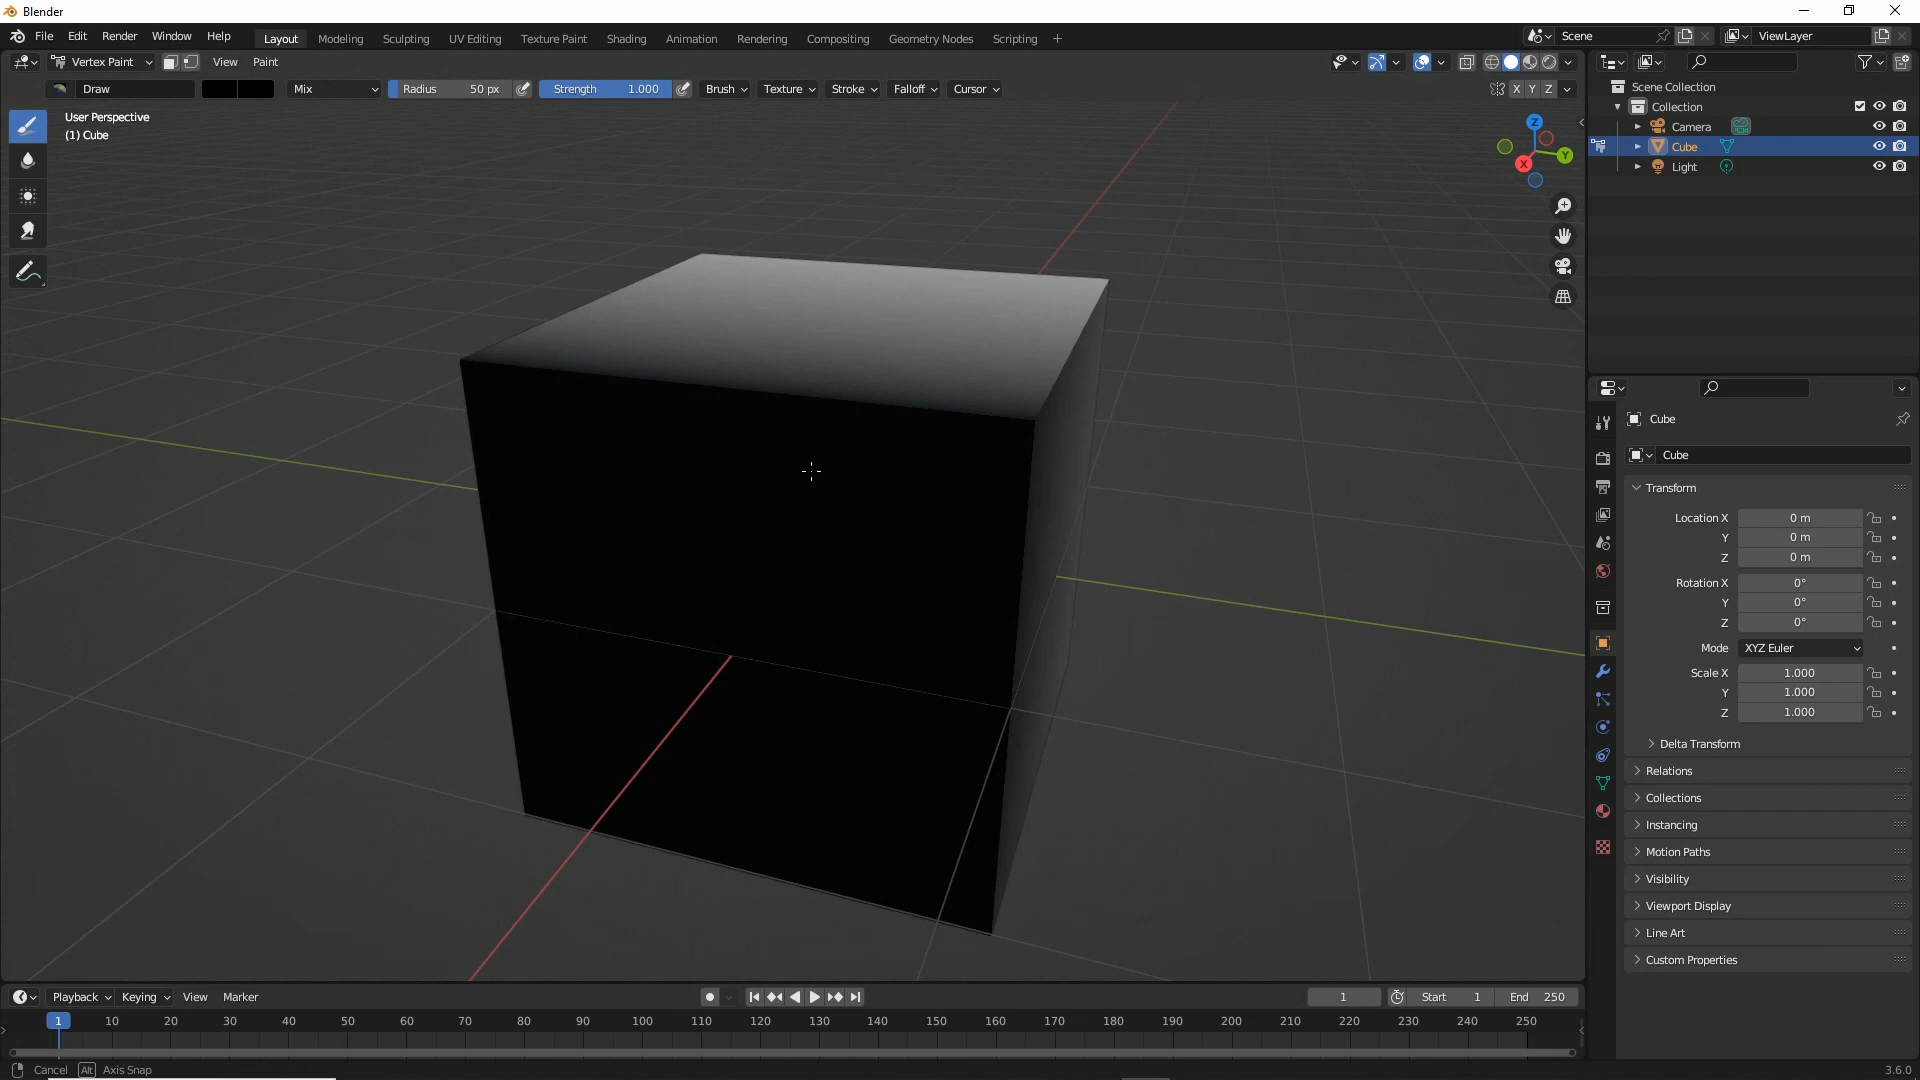 Blender
File Edit Render Window Help Layout Modeling Sculpting UV Editing Texture Paint Shading Animation Rendering Compositing Geometry Nodes Scripting + Scene ViewLayer
Vertex Paint View Paint
Draw Mix Radius 50 px Strength 1.000 Brush Texture Stroke Falloff Cursor X Y Z
User Perspective
(1) Cube
Z
Y
X
Scene Collection
Collection
Camera
Cube
Light
Cube
Cube
Transform
Location X 0 m
Y 0 m
Z 0 m
Rotation X 0°
Y 0°
Z 0°
Mode XYZ Euler
Scale X 1.000
Y 1.000
Z 1.000
Delta Transform
Relations
Collections
Instancing
Motion Paths
Visibility
Viewport Display
Line Art
Custom Properties
Playback Keying View Marker 1 Start 1 End 250
1 10 20 30 40 50 60 70 80 90 100 110 120 130 140 150 160 170 180 190 200 210 220 230 240 250
Cancel Alt Axis Snap 3.6.0